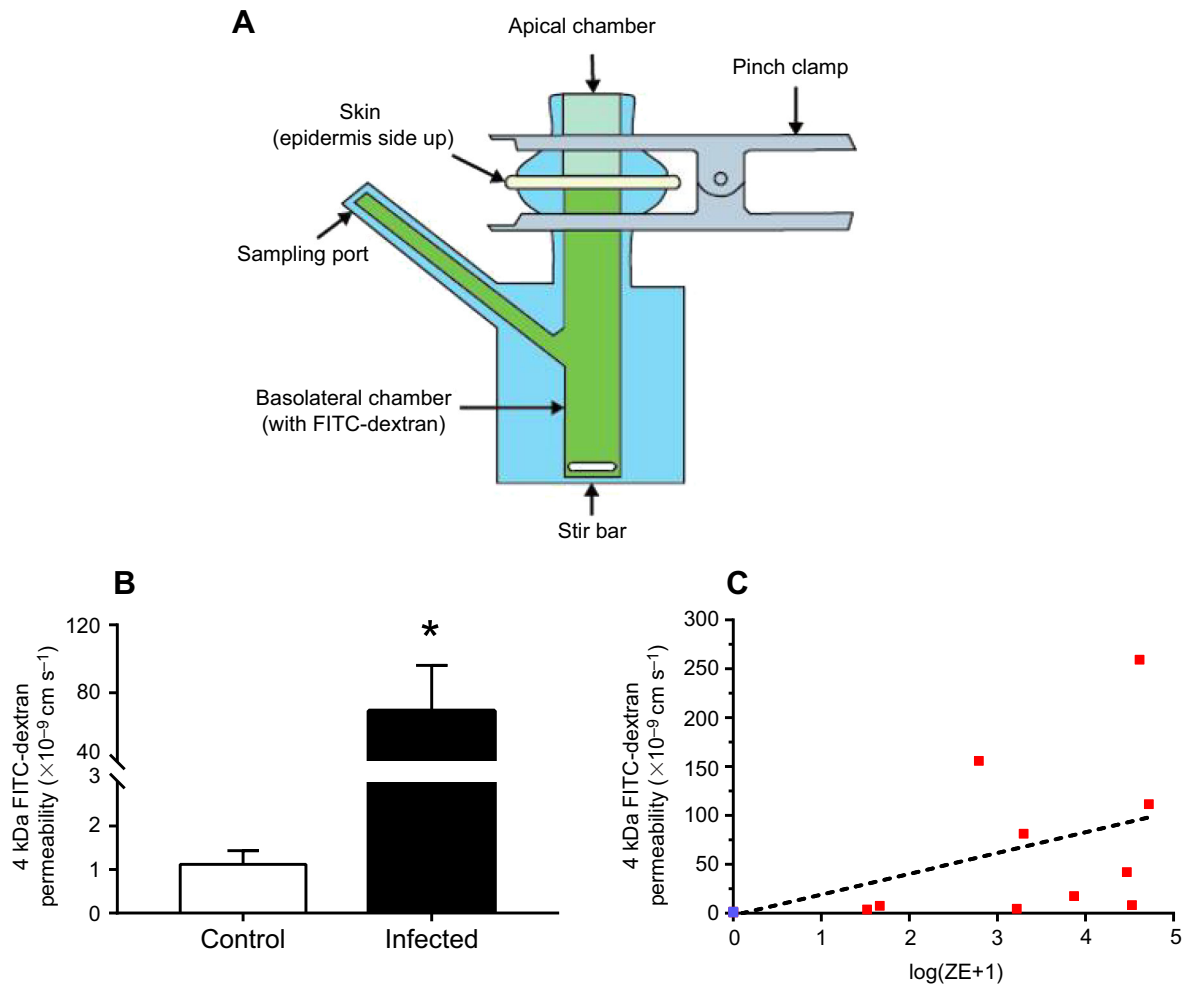 A
Apical chamber
Pinch clamp
Skin
(epidermis side up)
Sampling port
Basolateral chamber
(with FITC-dextran)
Stir bar
B
4 kDa FITC-dextran
permeability (×10⁻⁹ cm s⁻¹)
120
80
40
3
2
1
0
*
Control
Infected
C
4 kDa FITC-dextran
permeability (×10⁻⁹ cm s⁻¹)
300
250
200
150
100
50
0
0
1
2
3
4
5
log(ZE+1)